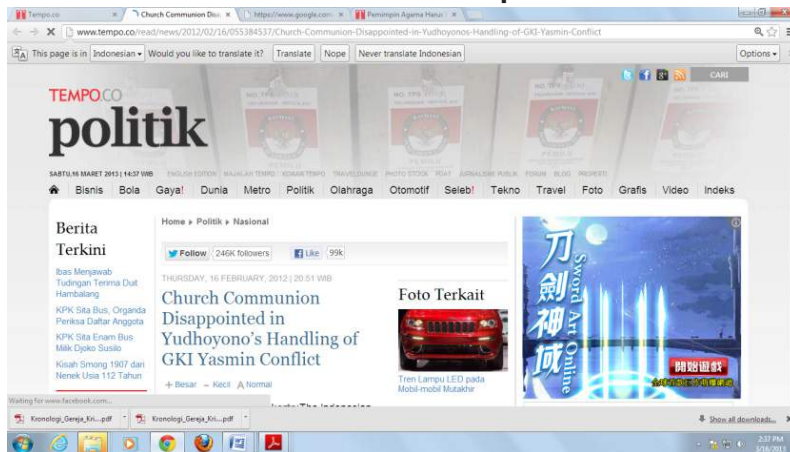 Tempo.co
Church Communion Disa
https://www.google.com
Pemimpin Agama Harus
www.tempo.co/read/news/2012/02/16/055384537/Church-Communion-Disappointed-in-Yudhoyonos-Handling-of-GKI-Yasmin-Conflict
This page is in Indonesian Would you like to translate it? Translate Nope Never translate Indonesian Options
TEMPO.CO
CARI
politik
SABTU, 16 MARET 2013 | 14:37 WIB ENGLISH EDITION MAJALAH TEMPO KORAN TEMPO TRAVELOUNGE PHOTO STOCK PDAT JURNALISME PUBLIK FORUM BLOG PROPERTI
Bisnis Bola Gaya! Dunia Metro Politik Olahraga Otomotif Seleb! Tekno Travel Foto Grafis Video Indeks
Berita
Terkini
Ibas Menjawab
Tudingan Terima Duit
Hambalang
KPK Sita Bus, Organda
Periksa Daftar Anggota
KPK Sita Enam Bus
Milik Djoko Susilo
Kisah Smong 1907 dan
Nenek Usia 112 Tahun
Home Politik Nasional
Follow 246K followers Like 99k
THURSDAY, 16 FEBRUARY, 2012 | 20:51 WIB
Church Communion
Disappointed in
Yudhoyono's Handling of
GKI Yasmin Conflict
+ Besar - Kecil A Normal
Foto Terkait
Tren Lampu LED pada
Mobil-mobil Mutakhir
刀劍神域
Sword Art Online
開始遊戲
Waiting for www.facebook.com...
Kronologi_Gereja_Kri....pdf
Kronologi_Gereja_Kri....pdf
Show all downloads...
2:37 PM
3/16/2013